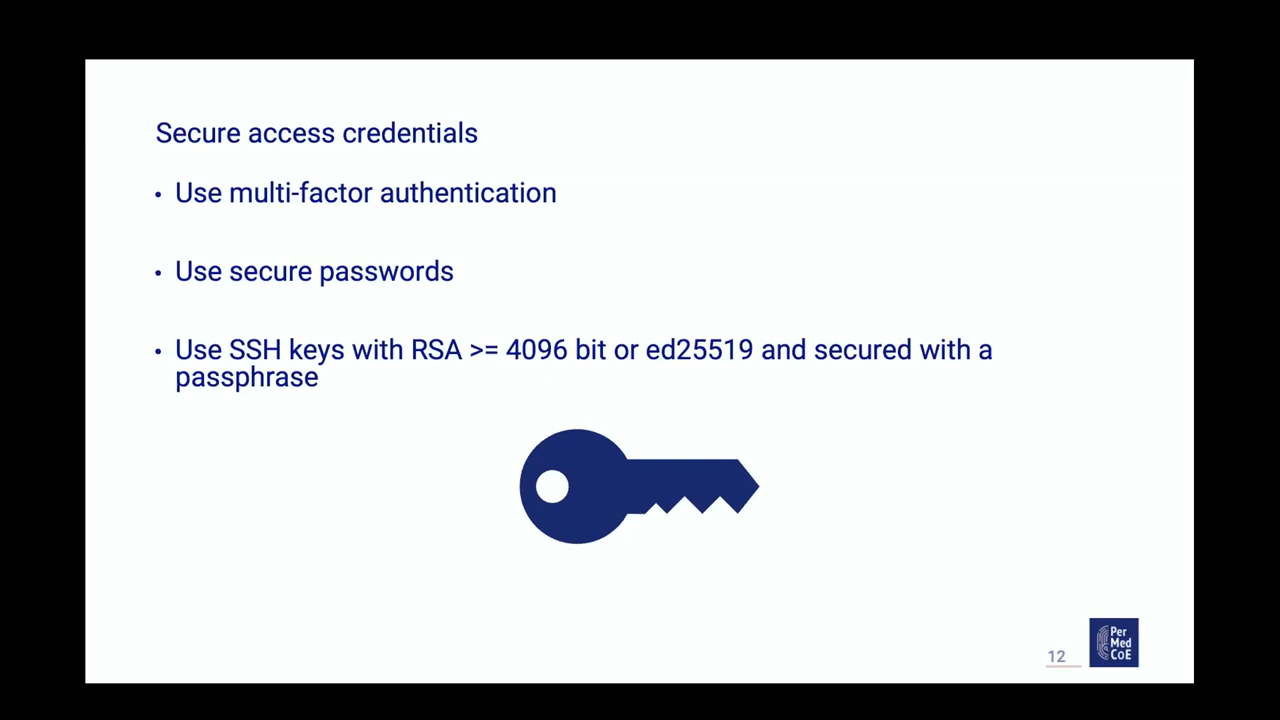 Secure access credentials
• Use multi-factor authentication
• Use secure passwords
• Use SSH keys with RSA >= 4096 bit or ed25519 and secured with a
passphrase
12
Per
Med
CoE